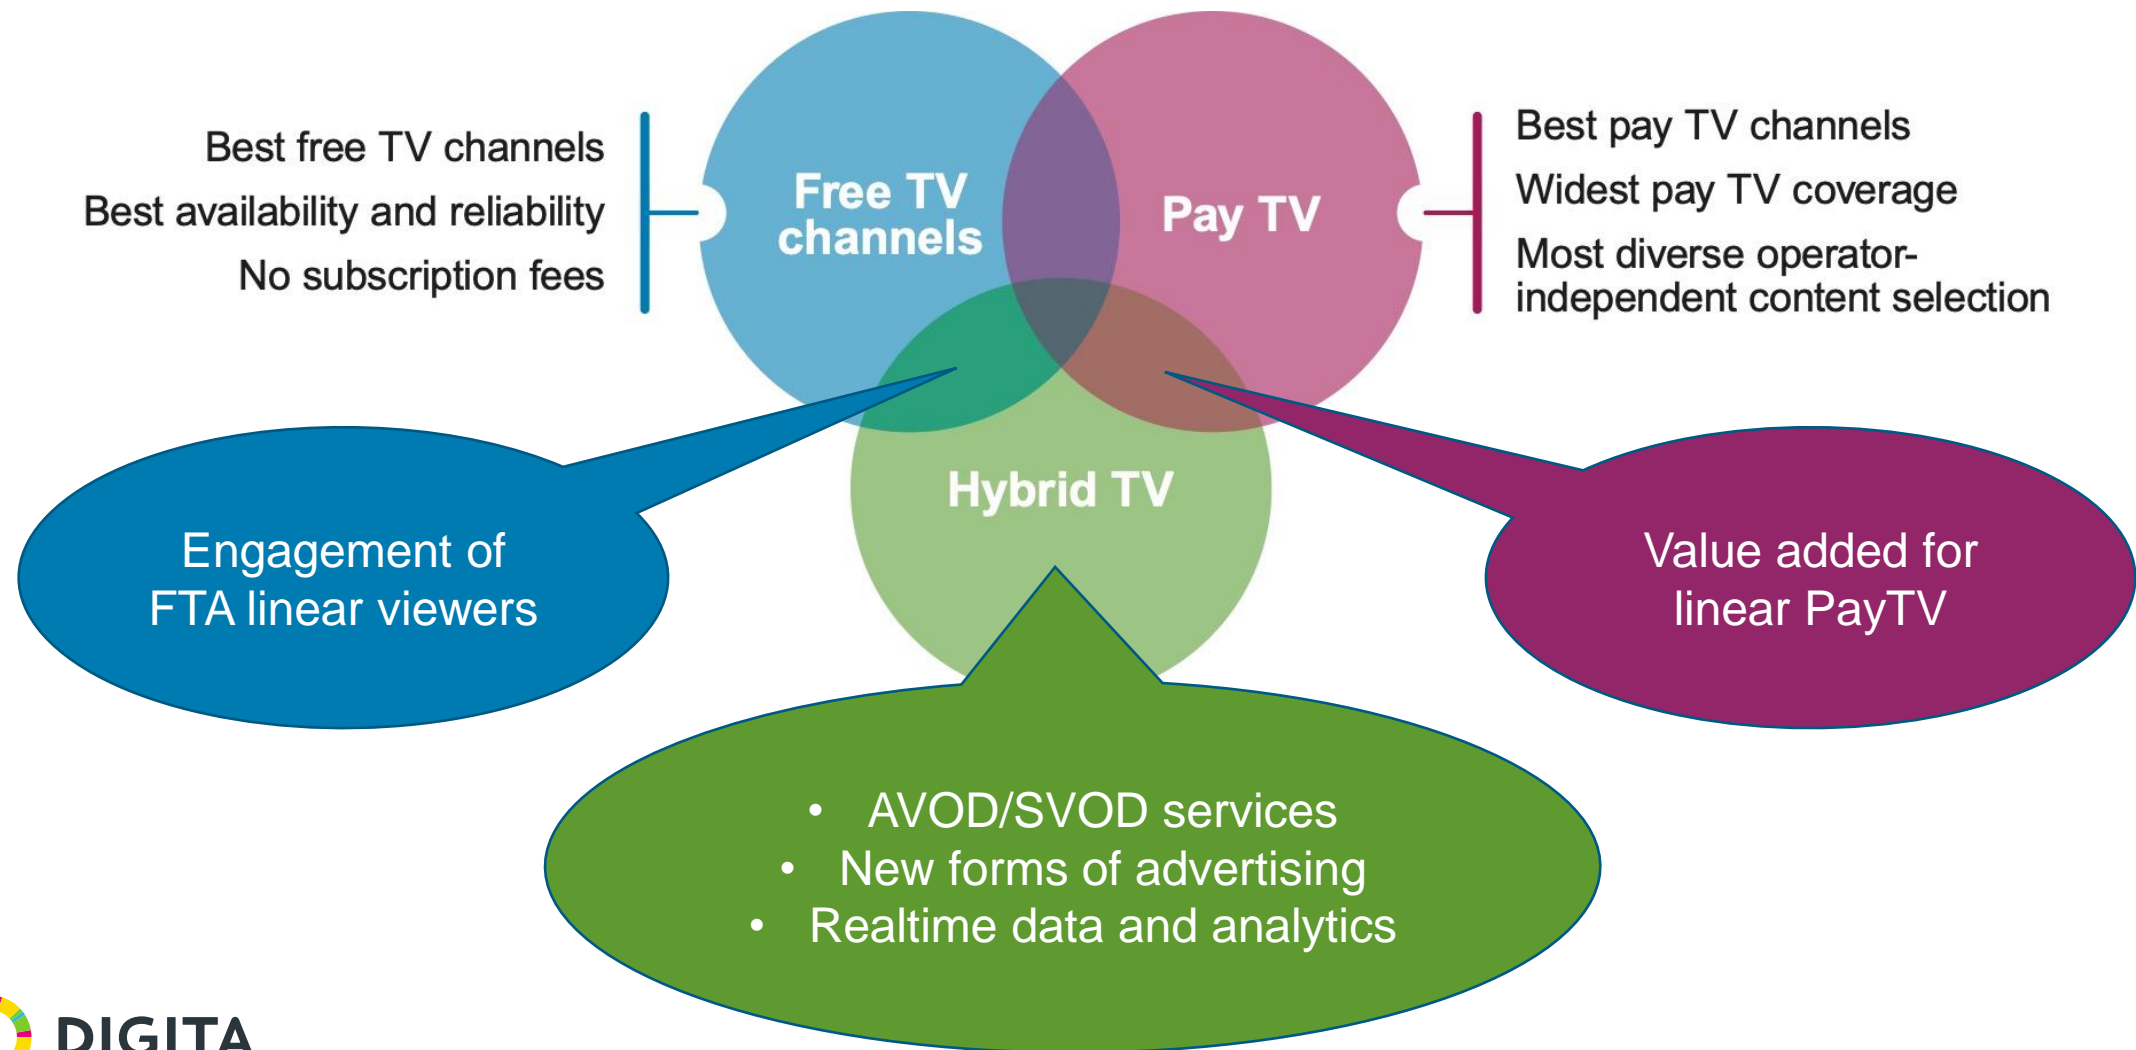 Best free TV channels
Best availability and reliability
No subscription fees
Free TV
channels
Pay TV
Best pay TV channels
Widest pay TV coverage
Most diverse operator-
independent content selection
Hybrid TV
Engagement of
FTA linear viewers
Value added for
linear PayTV
• AVOD/SVOD services
• New forms of advertising
• Realtime data and analytics
DIGITA